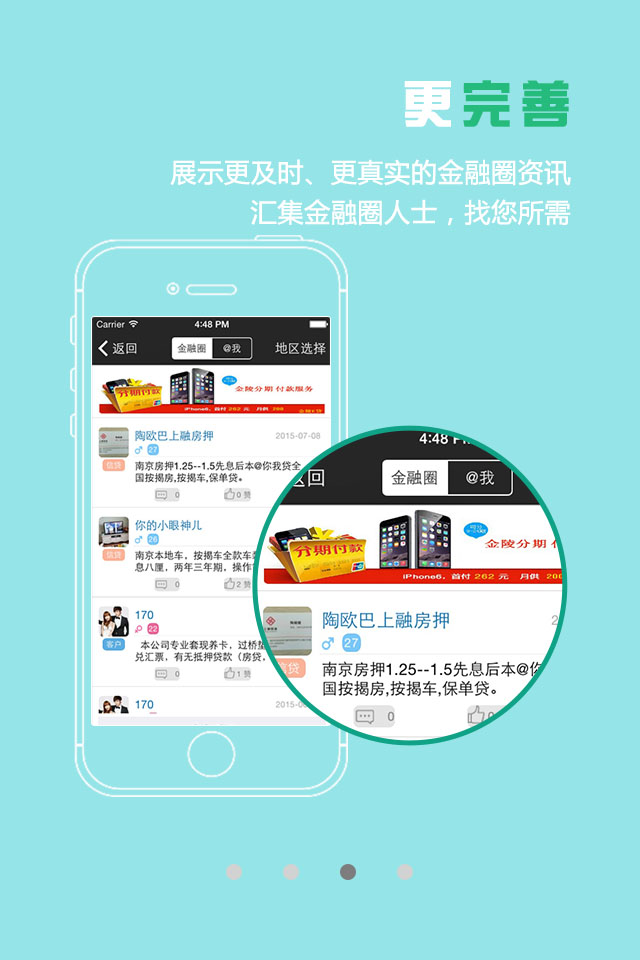 更完善
展示更及时、更真实的金融圈资讯
汇集金融圈人士，找您所需
Carrier
4:48 PM
返回
金融圈
@我
地区选择
分期付款
金陵分期付款服务
iPhone6，首付 262 元 月供 299
陶欧巴上融房押
2015-07-08
27
信贷
南京房押1.25--1.5先息后本@你我贷全
国按揭房,按揭车,保单贷。
0
0 赞
你的小眼神儿
26
信贷
南京本地车，按揭车全款车
息八厘，两年三年期，操作
0
2 赞
170
22
客户
本公司专业套现养卡，过桥垫
兑汇票，有无抵押贷款（房贷，
0
1 赞
170
2015-0
4:48 P
返回
金融圈
@我
分期付款
金陵分期付
iPhone6，首付 262 元 月供 200
陶欧巴上融房押
2
27
信贷
南京房押1.25--1.5先息后本@你
国按揭房,按揭车,保单贷。
0
0